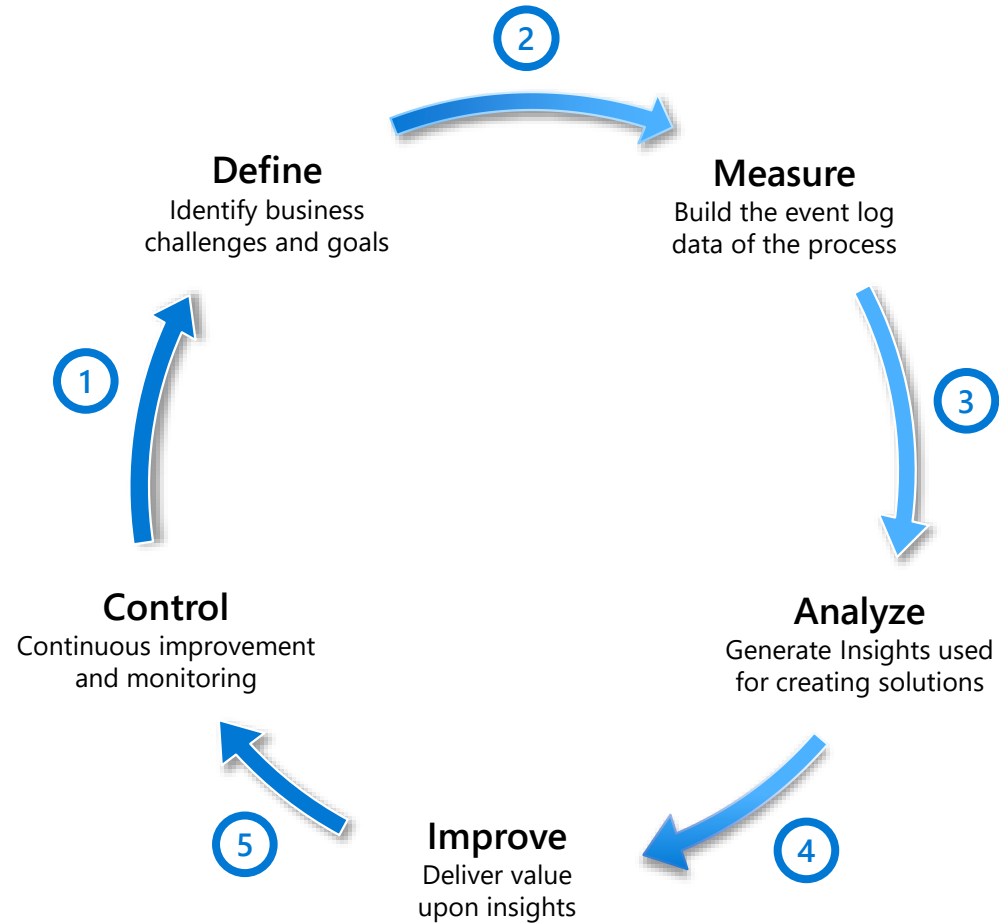 2
Define
Identify business
challenges and goals
Measure
Build the event log
data of the process
1
3
Control
Continuous improvement
and monitoring
Analyze
Generate Insights used
for creating solutions
5
Improve
Deliver value
upon insights
4